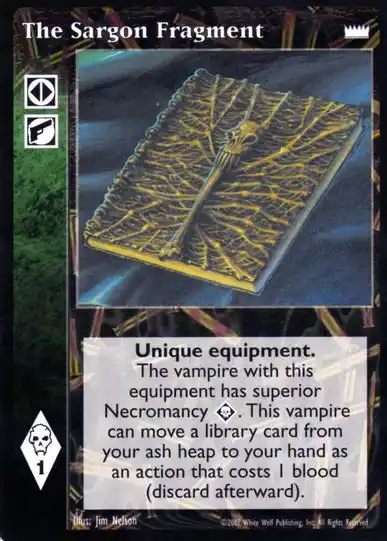 The Sargon Fragment
Unique equipment.
The vampire with this
equipment has superior
Necromancy . This vampire
can move a library card from
your ash heap to your hand as
an action that costs 1 blood
(discard afterward).
1
Illus: Jim Nelson
©2007 White Wolf Publishing, Inc. All Rights Reserved